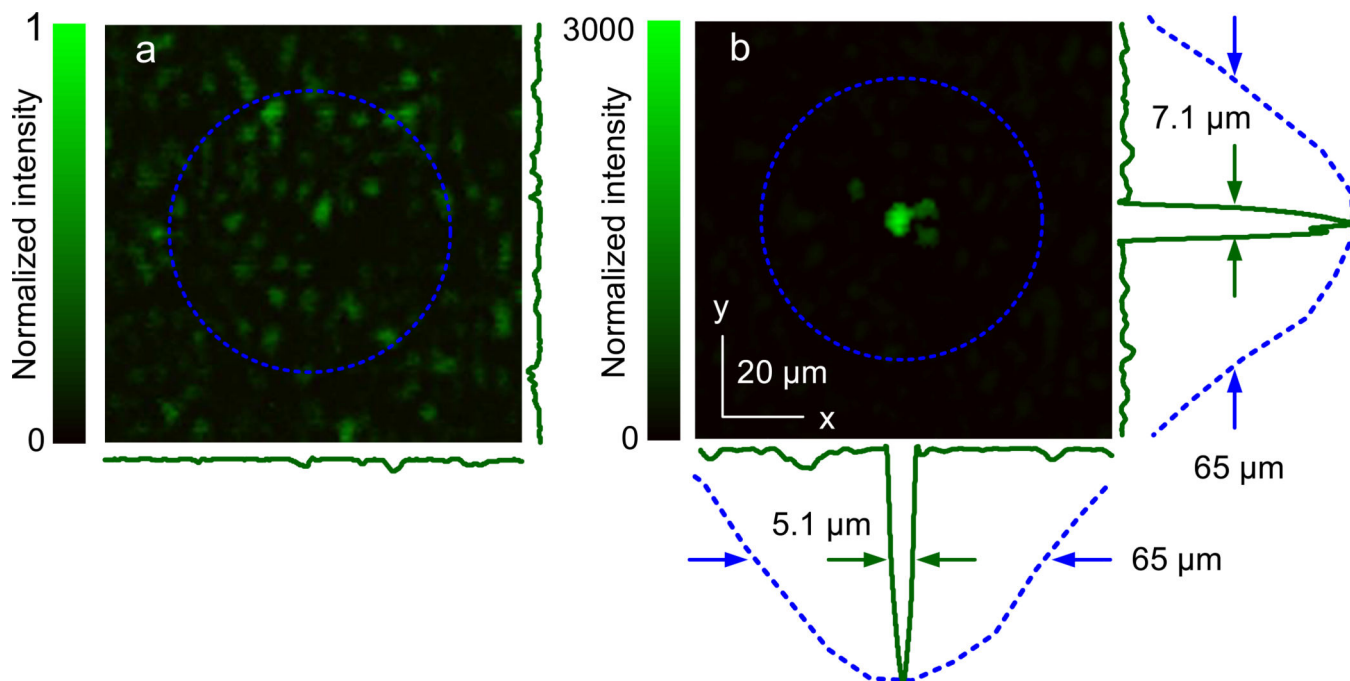 1
Normalized intensity
0
a
3000
Normalized intensity
0
b
y
20 µm
x
7.1 µm
65 µm
5.1 µm
65 µm